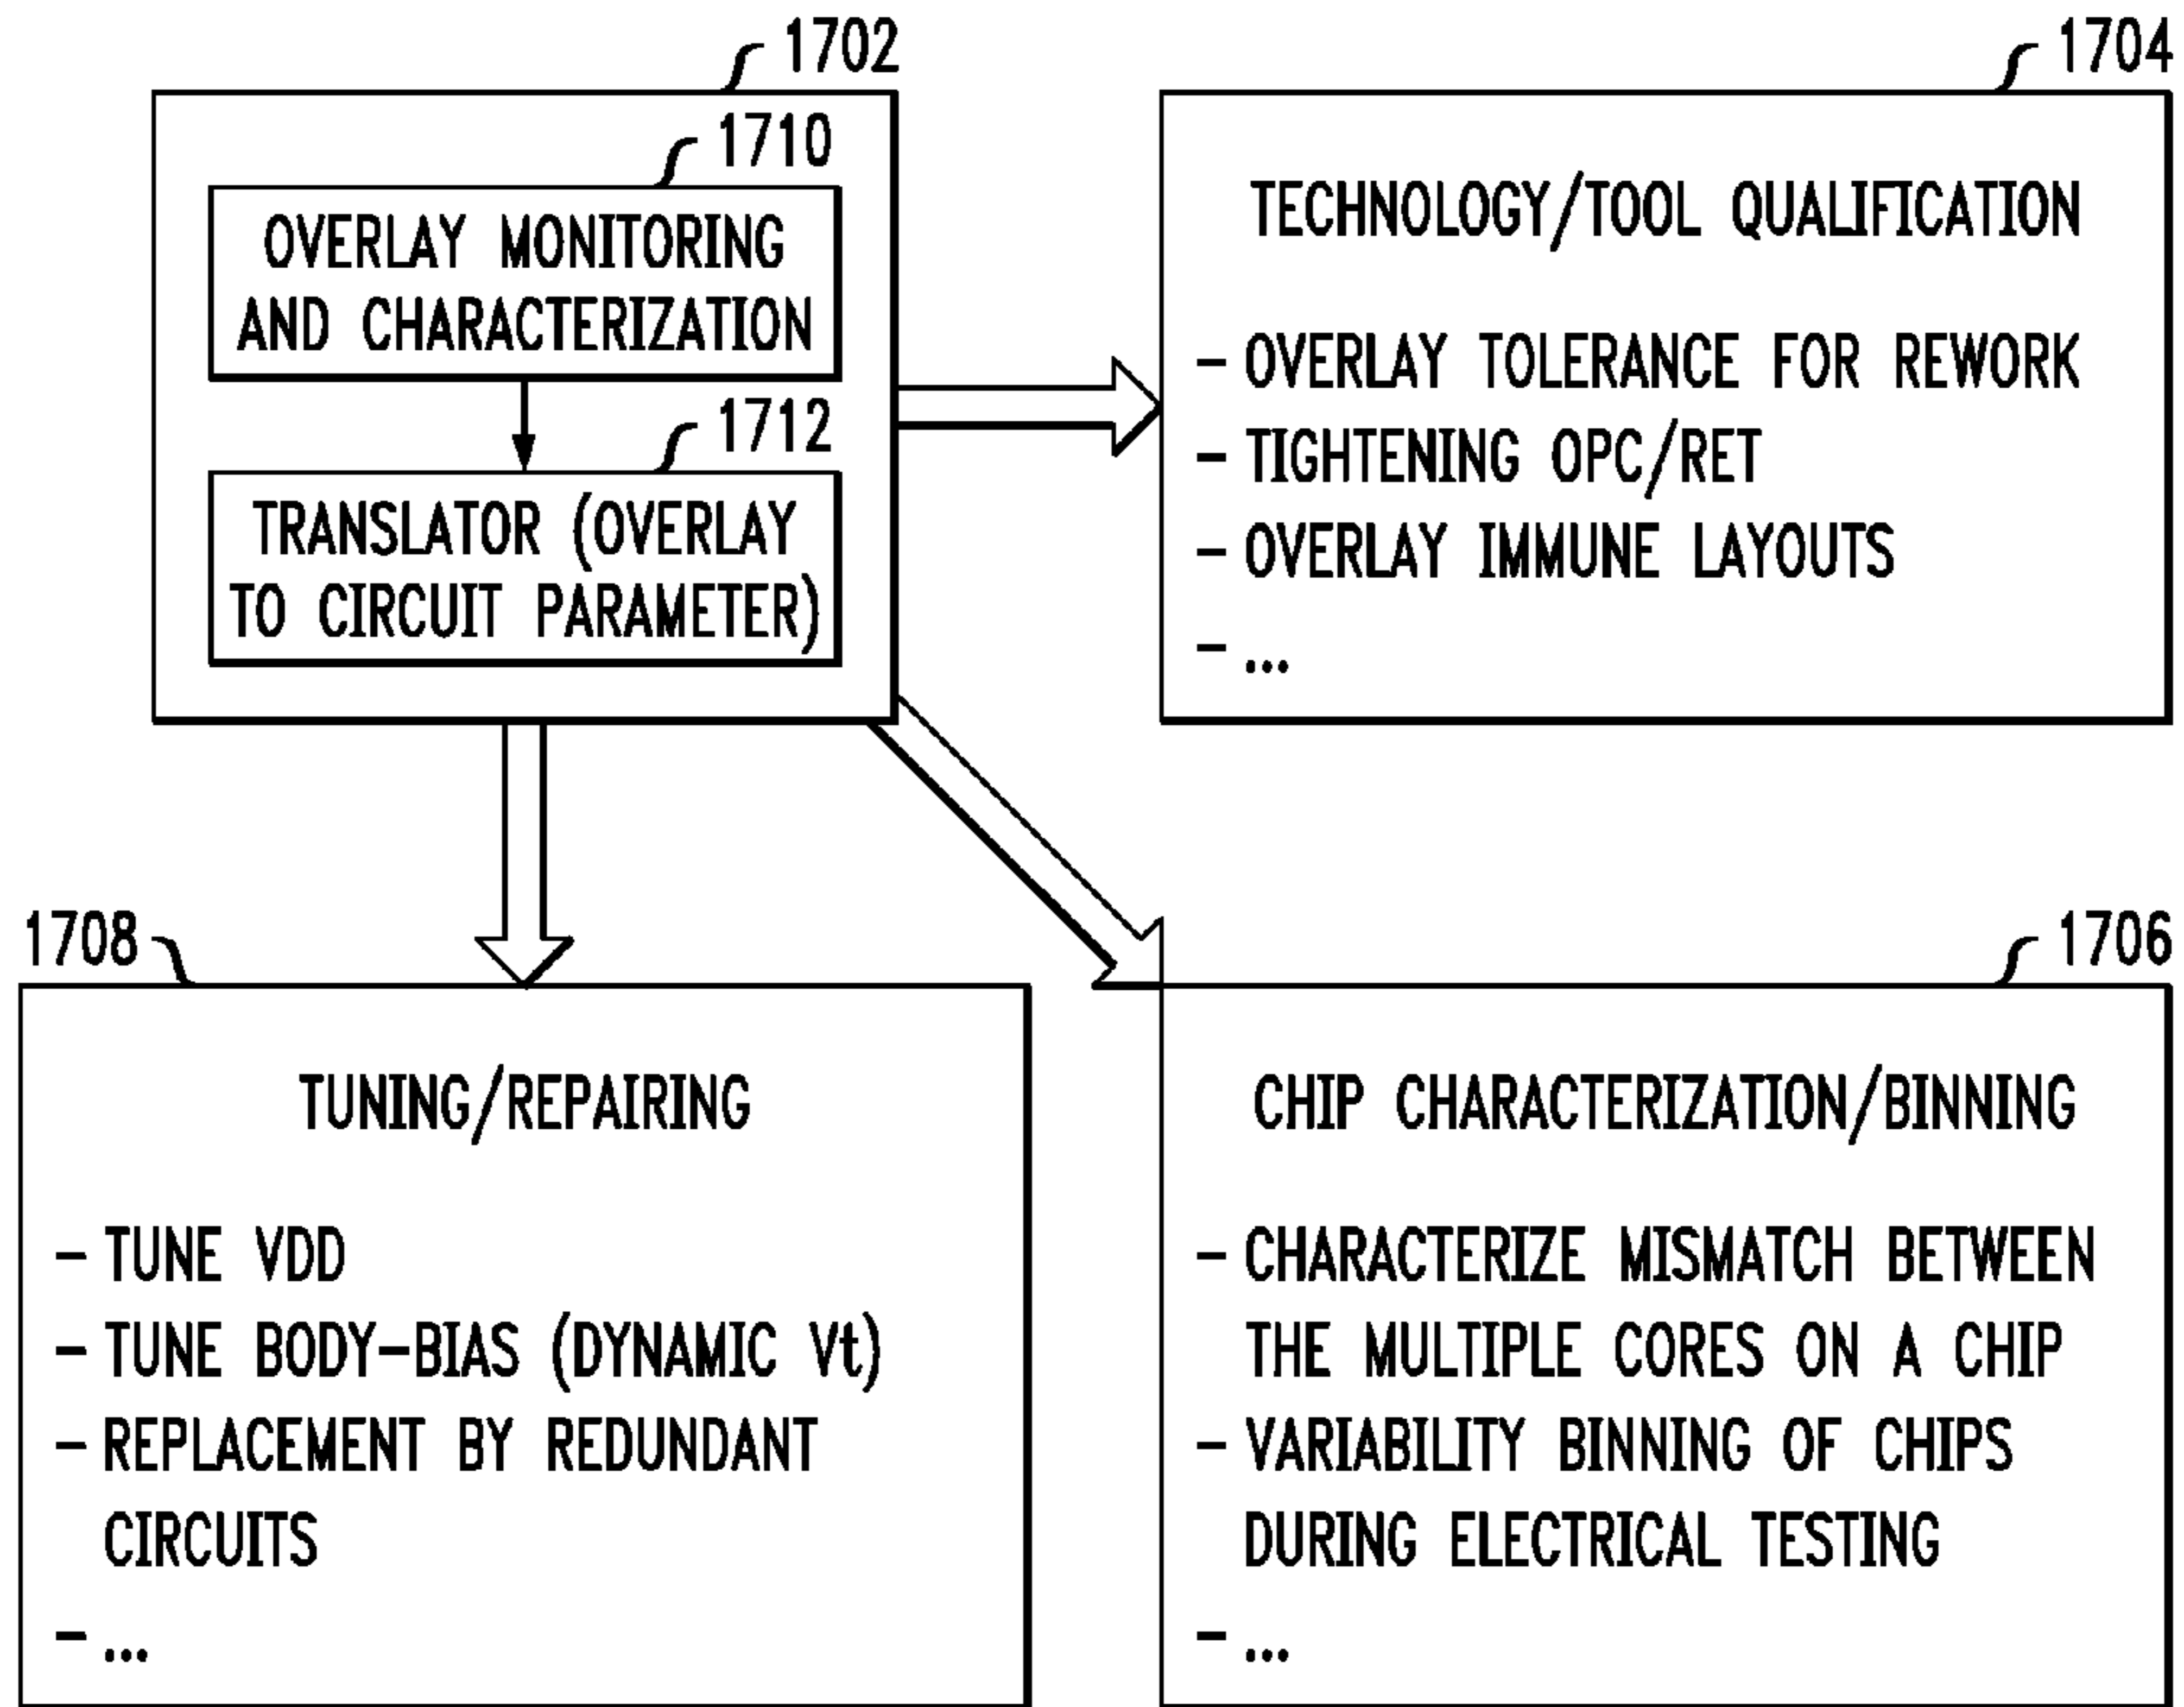 1702
1710
OVERLAY MONITORING
AND CHARACTERIZATION
1712
TRANSLATOR (OVERLAY
TO CIRCUIT PARAMETER)
1704
TECHNOLOGY/TOOL QUALIFICATION
- OVERLAY TOLERANCE FOR REWORK
- TIGHTENING OPC/RET
- OVERLAY IMMUNE LAYOUTS
- ...
1708
TUNING/REPAIRING
- TUNE VDD
- TUNE BODY-BIAS (DYNAMIC Vt)
- REPLACEMENT BY REDUNDANT
CIRCUITS
- ...
1706
CHIP CHARACTERIZATION/BINNING
- CHARACTERIZE MISMATCH BETWEEN
THE MULTIPLE CORES ON A CHIP
- VARIABILITY BINNING OF CHIPS
DURING ELECTRICAL TESTING
- ...